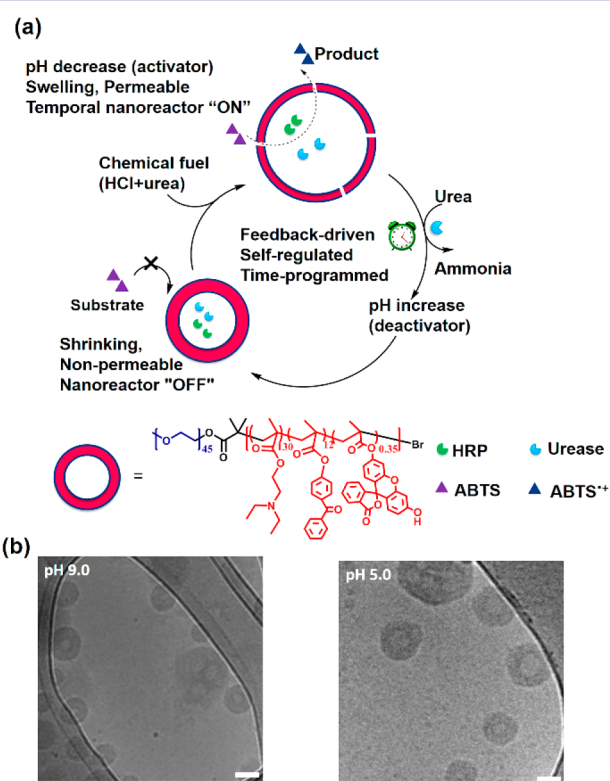 (a)
Product
pH decrease (activator)
Swelling, Permeable
Temporal nanoreactor “ON”
Chemical fuel
(HCl+urea)
Urea
Feedback-driven
Self-regulated
Time-programmed
Ammonia
Substrate
pH increase
(deactivator)
Shrinking,
Non-permeable
Nanoreactor "OFF"
=
O
45
O
O
30
O
O
N
12
O
O
O
0.35
O
O
O
O
O
OH
Br
HRP
Urease
ABTS
ABTS•+
(b)
pH 9.0
pH 5.0